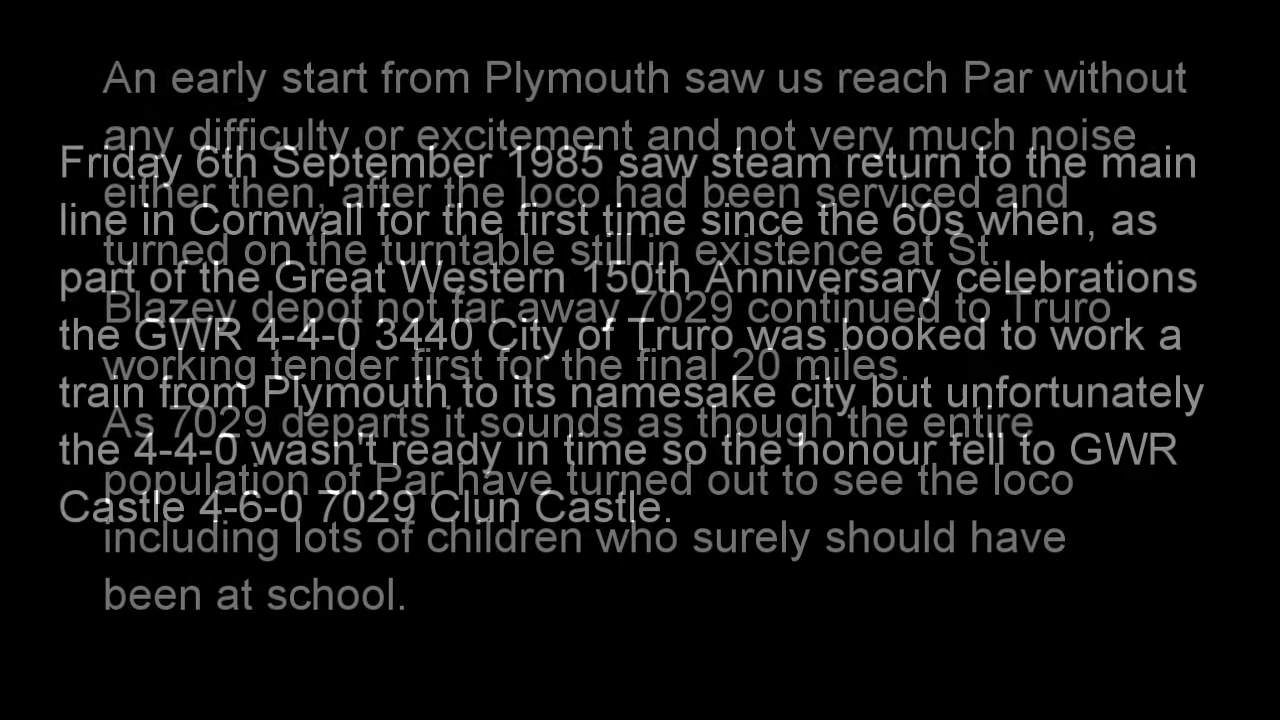 Friday 6th September 1985 saw steam return to the main
line in Cornwall for the first time since the 60s when, as
part of the Great Western 150th Anniversary celebrations
the GWR 4-4-0 3440 City of Truro was booked to work a
train from Plymouth to its namesake city but unfortunately
the 4-4-0 wasn't ready in time so the honour fell to GWR
Castle 4-6-0 7029 Clun Castle.
An early start from Plymouth saw us reach Par without
any difficulty or excitement and not very much noise
either then, after the loco had been serviced and
turned on the turntable still in existence at St.
Blazey depot not far away 7029 continued to Truro
working tender first for the final 20 miles.
As 7029 departs it sounds as though the entire
population of Par have turned out to see the loco
including lots of children who surely should have
been at school.